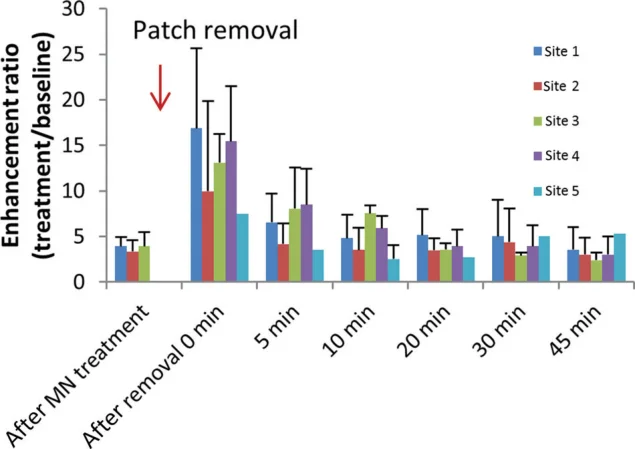 Enhancement ratio
(treatment/baseline)
30
25
20
15
10
5
0
Patch removal
Site 1
Site 2
Site 3
Site 4
Site 5
After MN treatment
After removal 0 min
5 min
10 min
20 min
30 min
45 min